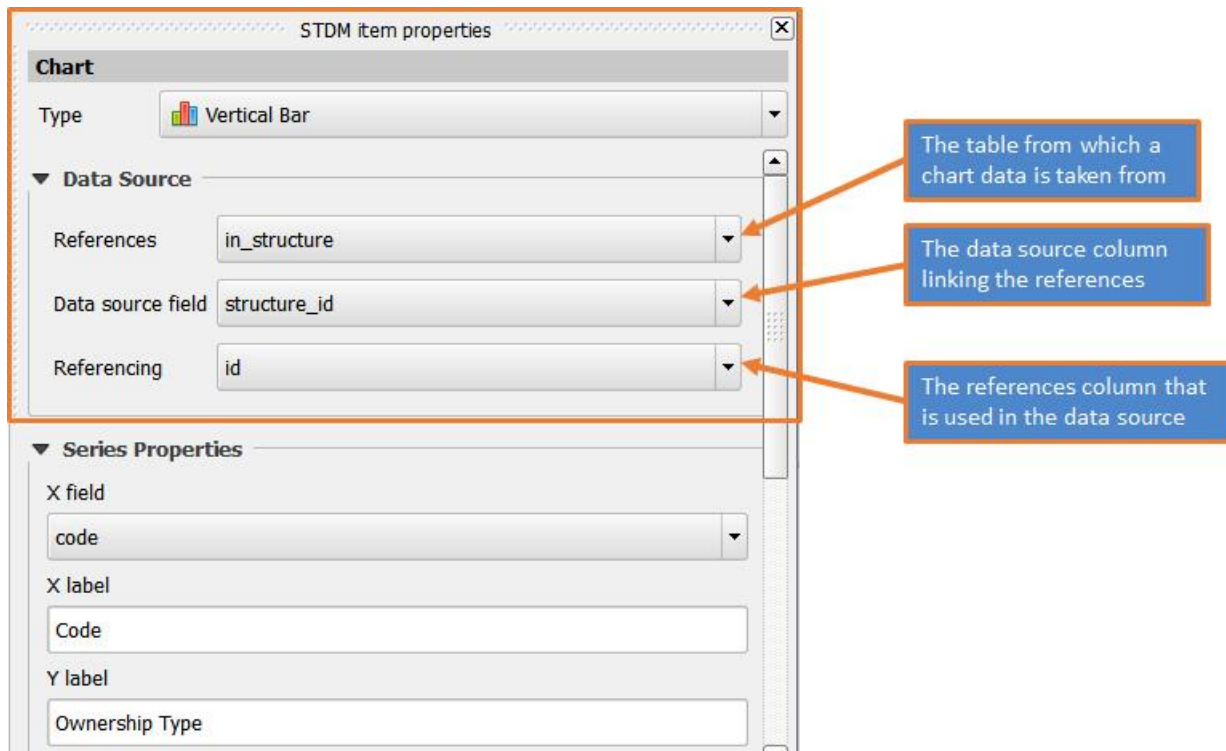 STDM item properties
Chart
Type
Vertical Bar
Data Source
References
in_structure
Data source field
structure_id
Referencing
id
The table from which a
chart data is taken from
The data source column
linking the references
The references column that
is used in the data source
Series Properties
X field
code
X label
Code
Y label
Ownership Type